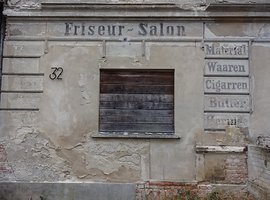 Friseur-Salon
32
Material
Waaren
Cigarren
Butter